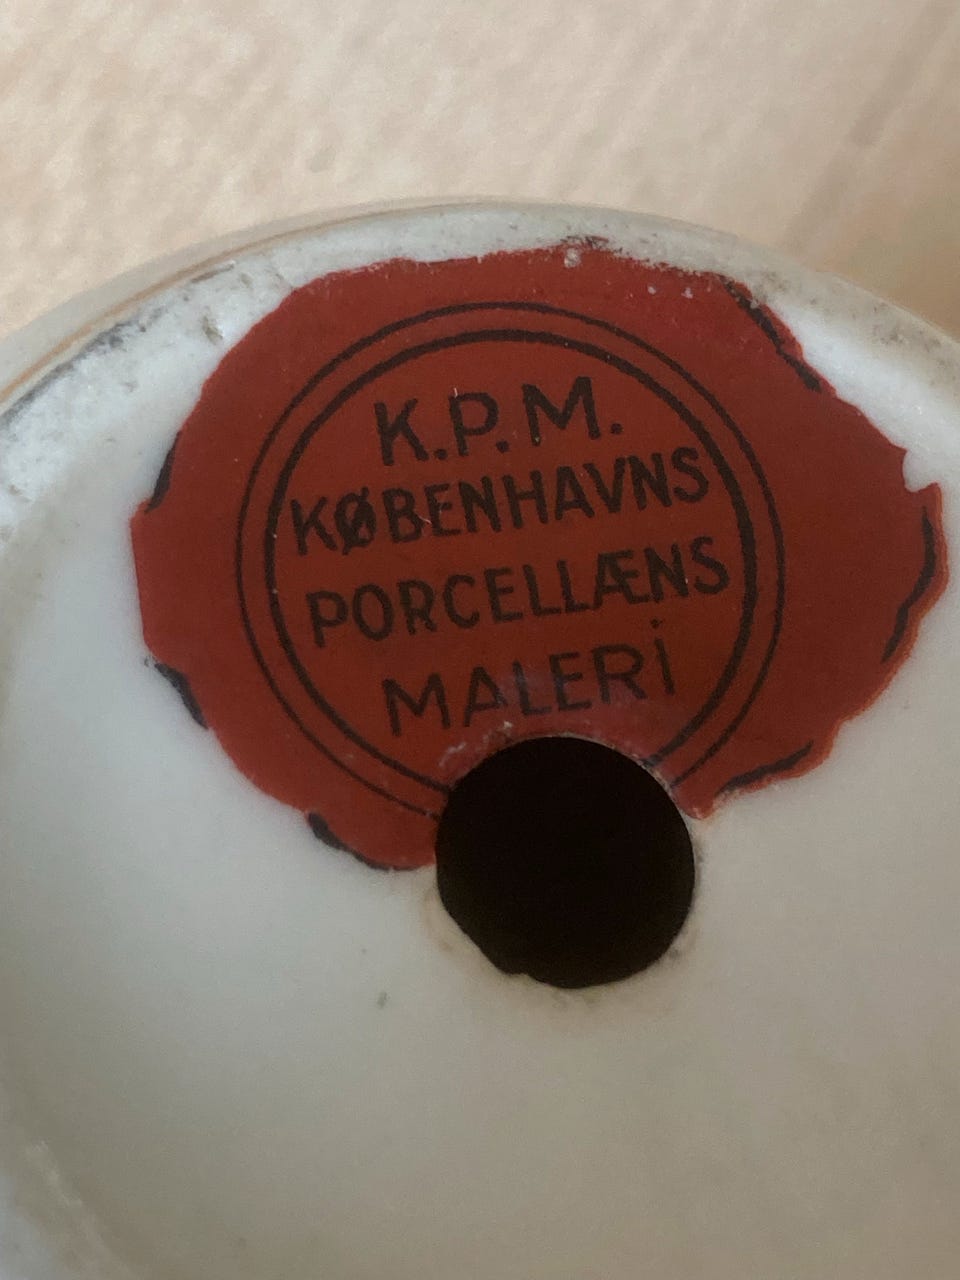 K.P.M.
KØBENHAVNS
PORCELLÆNS
MALERi